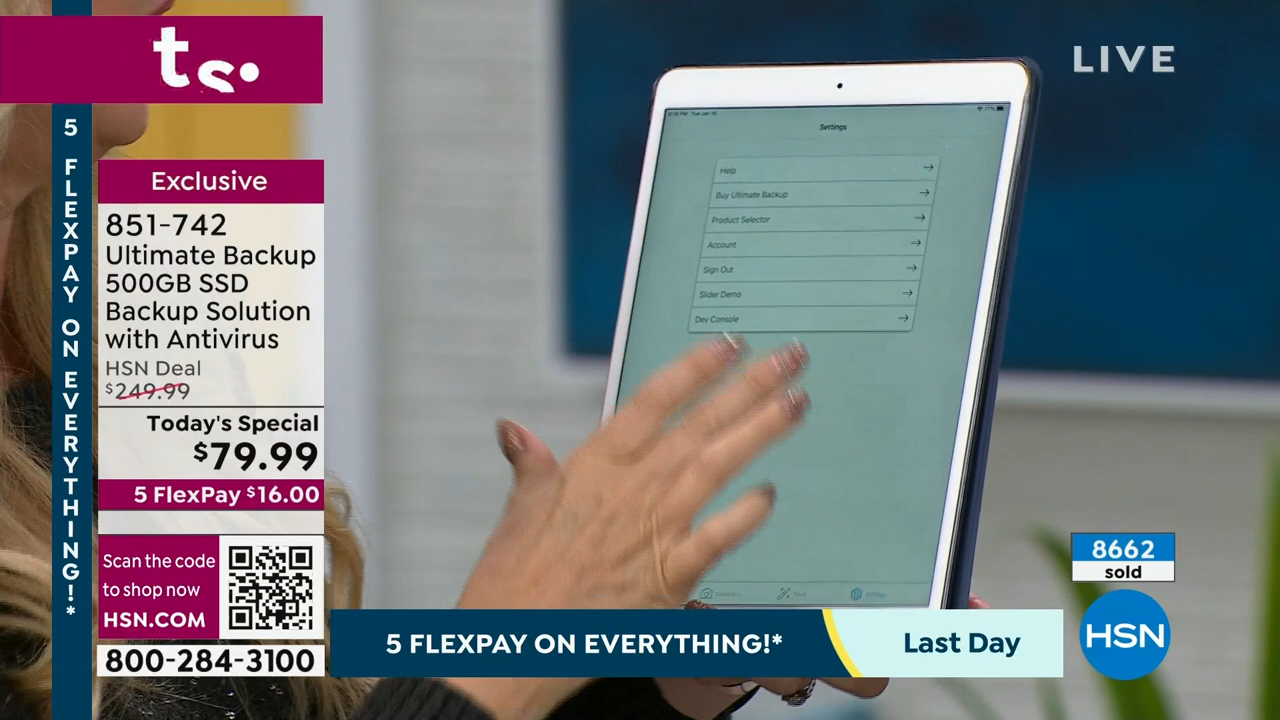 ts.
5 FLEXPAY ON EVERYTHING!*
Exclusive
851-742
Ultimate Backup
500GB SSD
Backup Solution
with Antivirus
HSN Deal
$249.99
Today's Special
$79.99
5 FlexPay $16.00
Scan the code
to shop now
HSN.COM
800-284-3100
LIVE
Settings
Help
Buy Ultimate Backup
Product Selector
Account
Sign Out
Slider Demo
Dev Console
Settings
8662
sold
HSN
5 FLEXPAY ON EVERYTHING!*
Last Day